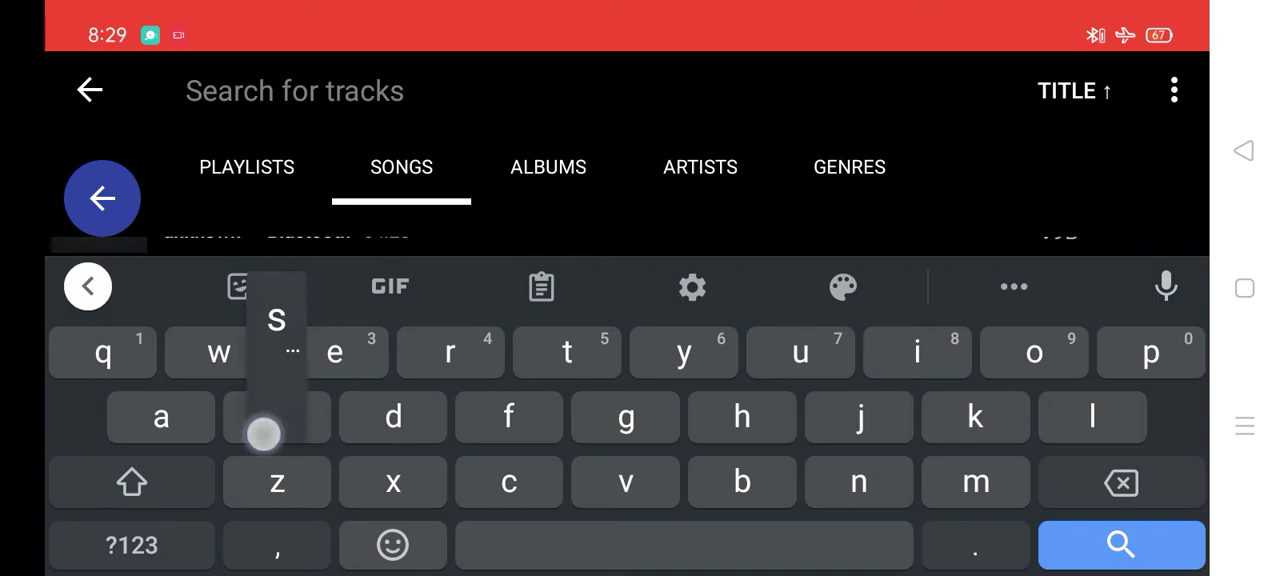 8:29 67
Search for tracks TITLE ↑
PLAYLISTS SONGS ALBUMS ARTISTS GENRES
GIF ...
s
...
q 1 w e 3 r 4 t 5 y 6 u 7 i 8 o 9 p 0
a d f g h j k l
z x c v b n m
?123 , .